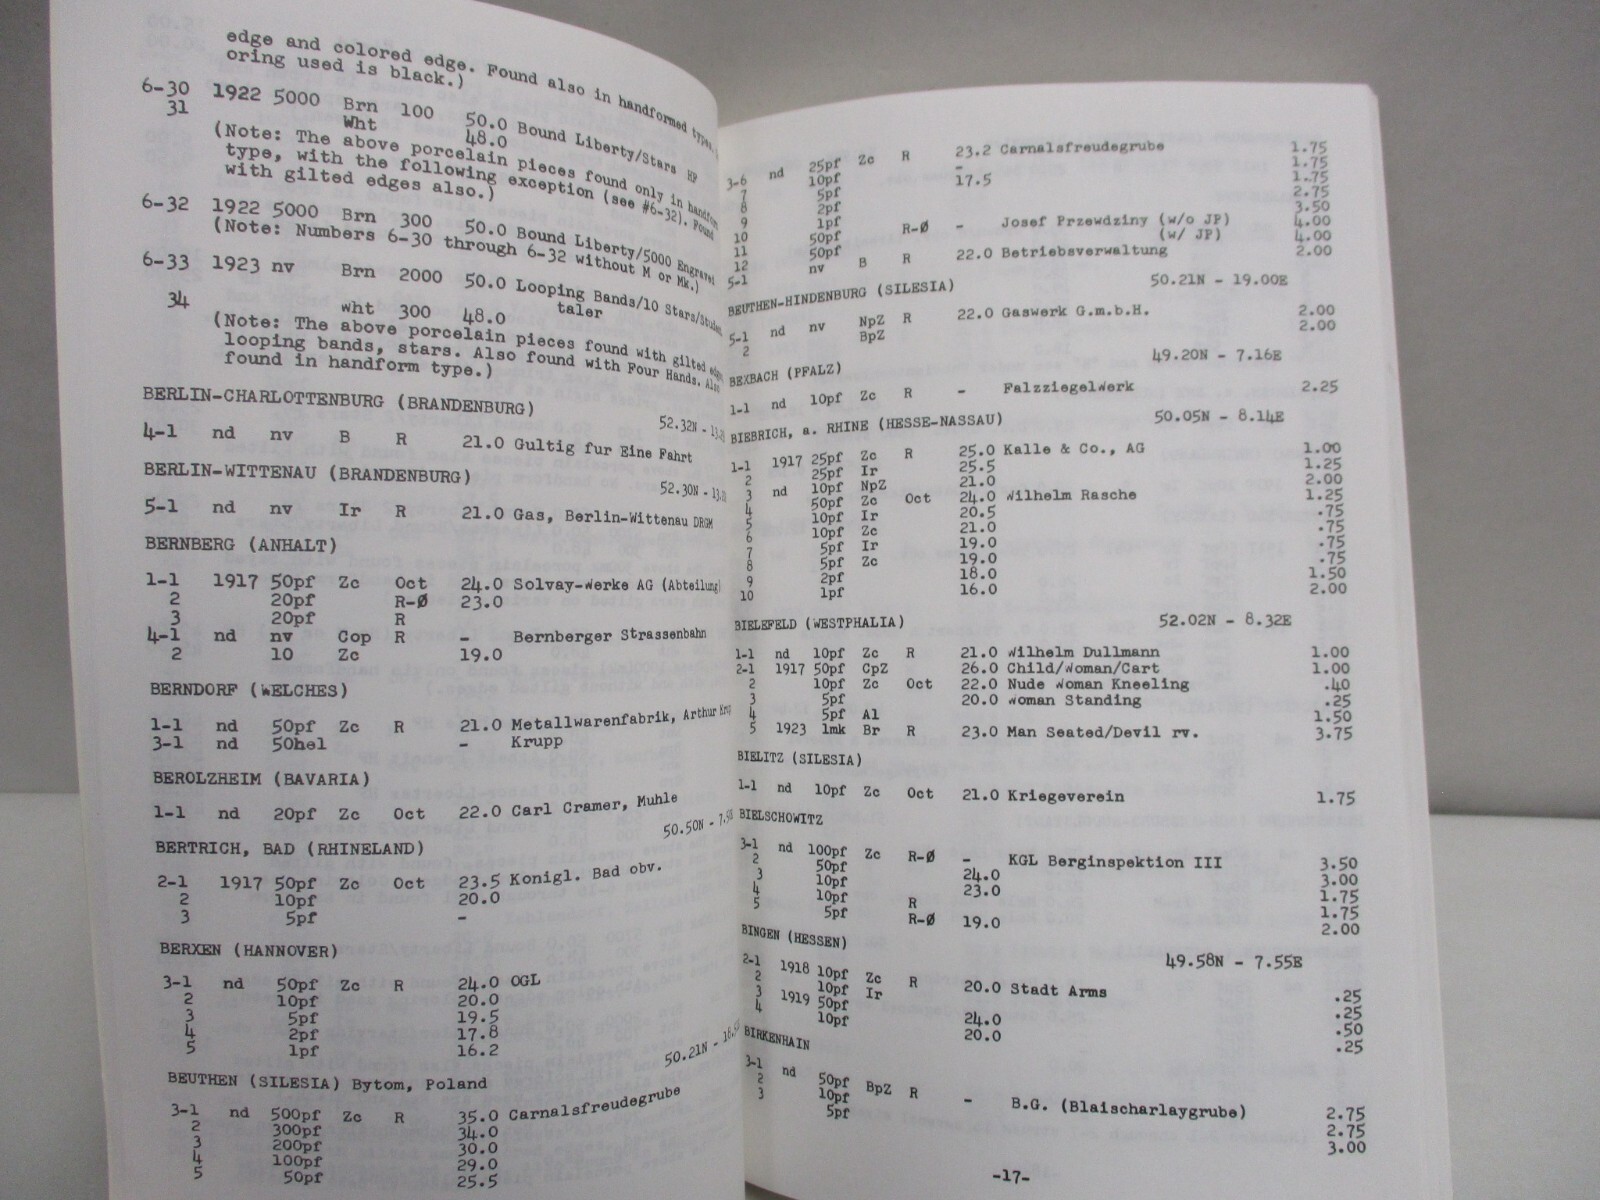 edge and colored edge. Found also in handformed types.
oring used is black.)
6-30 1922 5000 Brn 100 50.0 Bound Liberty/Stars HP
31 Wht 48.0
(Note: The above porcelain pieces found only in handform
type, with the following exception (see #6-32). Found
with gilted edges also.)
6-32 1922 5000 Brn 300 50.0 Bound Liberty/5000 Engraved
(Note: Numbers 6-30 through 6-32 without M or Mk.)
6-33 1923 nv Brn 2000 50.0 Looping Bands/10 Stars/Studen
taler
34 wht 300 48.0
(Note: The above porcelain pieces found with gilted edges
looping bands, stars. Also found with Four Hands. Also
found in handform type.)
BERLIN-CHARLOTTENBURG (BRANDENBURG) 52.32N -
4-1 nd nv B R 21.0 Gultig fur Eine Fahrt
BERLIN-WITTENAU (BRANDENBURG) 52.30N -
5-1 nd nv Ir R 21.0 Gas, Berlin-Wittenau DRGM
BERNBERG (ANHALT)
1-1 1917 50pf Zc Oct 24.0 Solvay-Werke AG (Abteilung)
2 20pf R-Ø 23.0
3 20pf R
4-1 nd nv Cop R - Bernberger Strassenbahn
2 10 Zc 19.0
BERNDORF (WELCHES)
1-1 nd 50pf Zc R 21.0 Metallwarenfabrik, Arthur Krup
3-1 nd 50hel - Krupp
BEROLZHEIM (BAVARIA)
1-1 nd 20pf Zc Oct 22.0 Carl Cramer, Muhle
BERTRICH, BAD (RHINELAND) 50.50N -
2-1 1917 50pf Zc Oct 23.5 Konigl. Bad obv.
2 10pf 20.0
3 5pf -
BERXEN (HANNOVER)
3-1 nd 50pf Zc R 24.0 OGL
2 10pf 20.0
3 5pf 19.5
4 2pf 17.8
5 1pf 16.2
BEUTHEN (SILESIA) Bytom, Poland 50.21N -
3-1 nd 500pf Zc R 35.0 Carnalsfreudegrube
2 300pf 34.0
3 200pf 30.0
4 100pf 29.0
5 50pf 25.5
3-6 nd 25pf Zc R 23.2 Carnalsfreudegrube 1.75
7 10pf - 1.75
8 5pf 17.5 1.75
9 2pf 2.75
10 1pf 3.50
11 50pf R-Ø - Josef Przewdziny (w/o JP) 4.00
12 50pf (w/ JP) 4.00
5-1 nv B R 22.0 Betriebsverwaltung 2.00
BEUTHEN-HINDENBURG (SILESIA) 50.21N - 19.00E
5-1 nd nv NpZ R 22.0 Gaswerk G.m.b.H. 2.00
2 BpZ 2.00
BEXBACH (PFALZ) 49.20N - 7.16E
1-1 nd 10pf Zc R - Falzziegelwerk 2.25
BIEBRICH, a. RHINE (HESSE-NASSAU) 50.05N - 8.14E
1-1 1917 25pf Zc R 25.0 Kalle & Co., AG 1.00
2 25pf Ir 25.5 1.25
3 nd 10pf NpZ 21.0 2.00
4 50pf Zc Oct 24.0 Wilhelm Rasche 1.25
5 10pf Ir 20.5 .75
6 10pf Zc 21.0 .75
7 5pf Ir 19.0 .75
8 5pf Zc 19.0 .75
9 2pf 18.0 1.50
10 1pf 16.0 2.00
BIELEFELD (WESTPHALIA) 52.02N - 8.32E
1-1 nd 10pf Zc R 21.0 Wilhelm Dullmann 1.00
2-1 1917 50pf CpZ 26.0 Child/Woman/Cart 1.00
2 10pf Zc Oct 22.0 Nude Woman Kneeling .40
3 5pf 20.0 Woman Standing .25
4 5pf Al 1.50
5 1923 1mk Br R 23.0 Man Seated/Devil rv. 3.75
BIELITZ (SILESIA)
1-1 nd 10pf Zc Oct 21.0 Kriegeverein 1.75
BIELSCHOWITZ
3-1 nd 100pf Zc R-Ø - KGL Berginspektion III 3.50
2 50pf 24.0 3.00
3 10pf 23.0 1.75
4 10pf R 1.75
5 5pf R-Ø 19.0 2.00
BINGEN (HESSEN) 49.58N - 7.55E
2-1 1918 10pf Zc R 20.0 Stadt Arms .25
2 10pf Ir .25
3 1919 50pf 24.0 .50
4 10pf 20.0 .25
BIRKENHAIN
3-1 nd 50pf BpZ R - B.G. (Blaischarlaygrube) 2.75
2 10pf 2.75
3 5pf 3.00
-17-